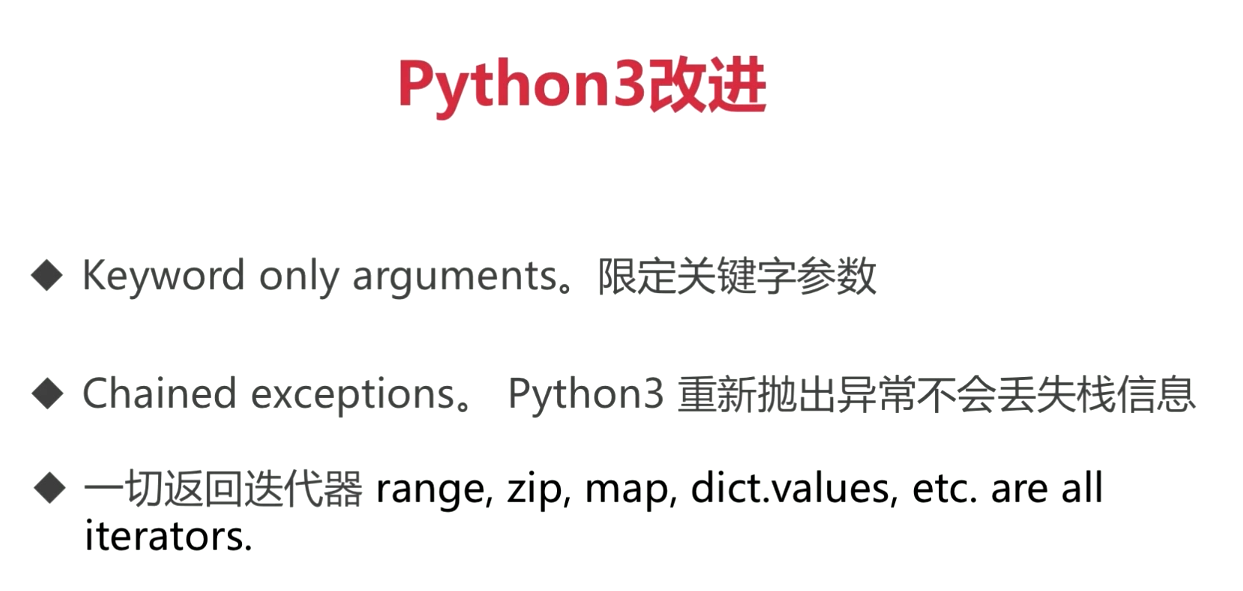 Python3改进
◆ Keyword only arguments。限定关键字参数
◆ Chained exceptions。 Python3 重新抛出异常不会丢失栈信息
◆ 一切返回迭代器 range, zip, map, dict.values, etc. are all
iterators.